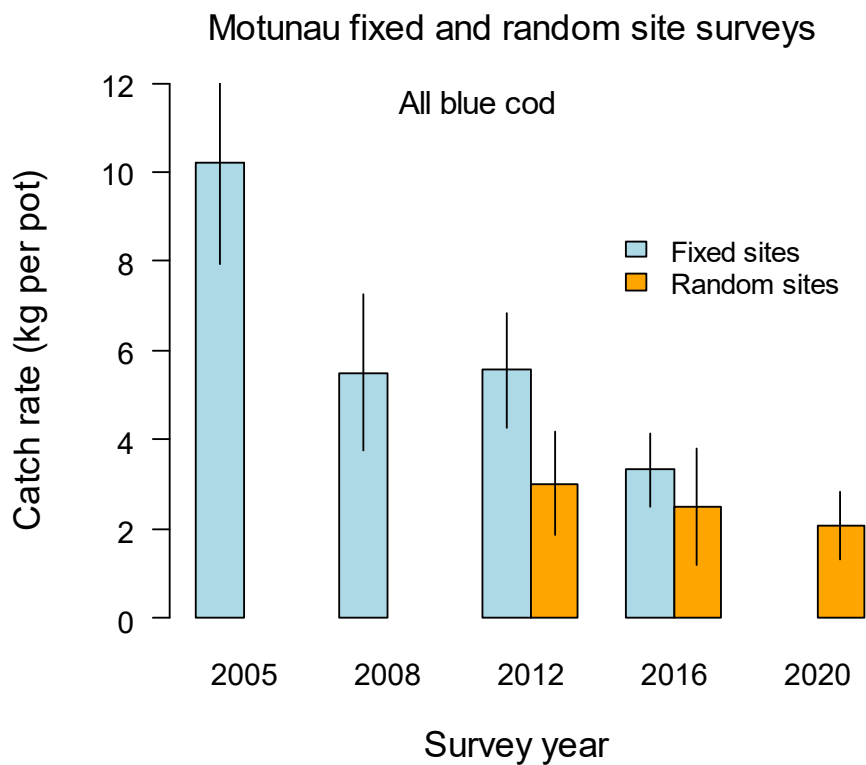 Motunau fixed and random site surveys
All blue cod
Catch rate (kg per pot)
12
10
8
6
4
2
0
Fixed sites
Random sites
2005 2008 2012 2016 2020
Survey year